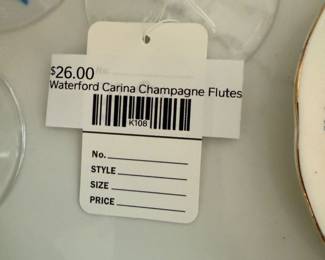 $26.00
Waterford Carina Champagne Flutes
K108
No.
STYLE
SIZE
PRICE